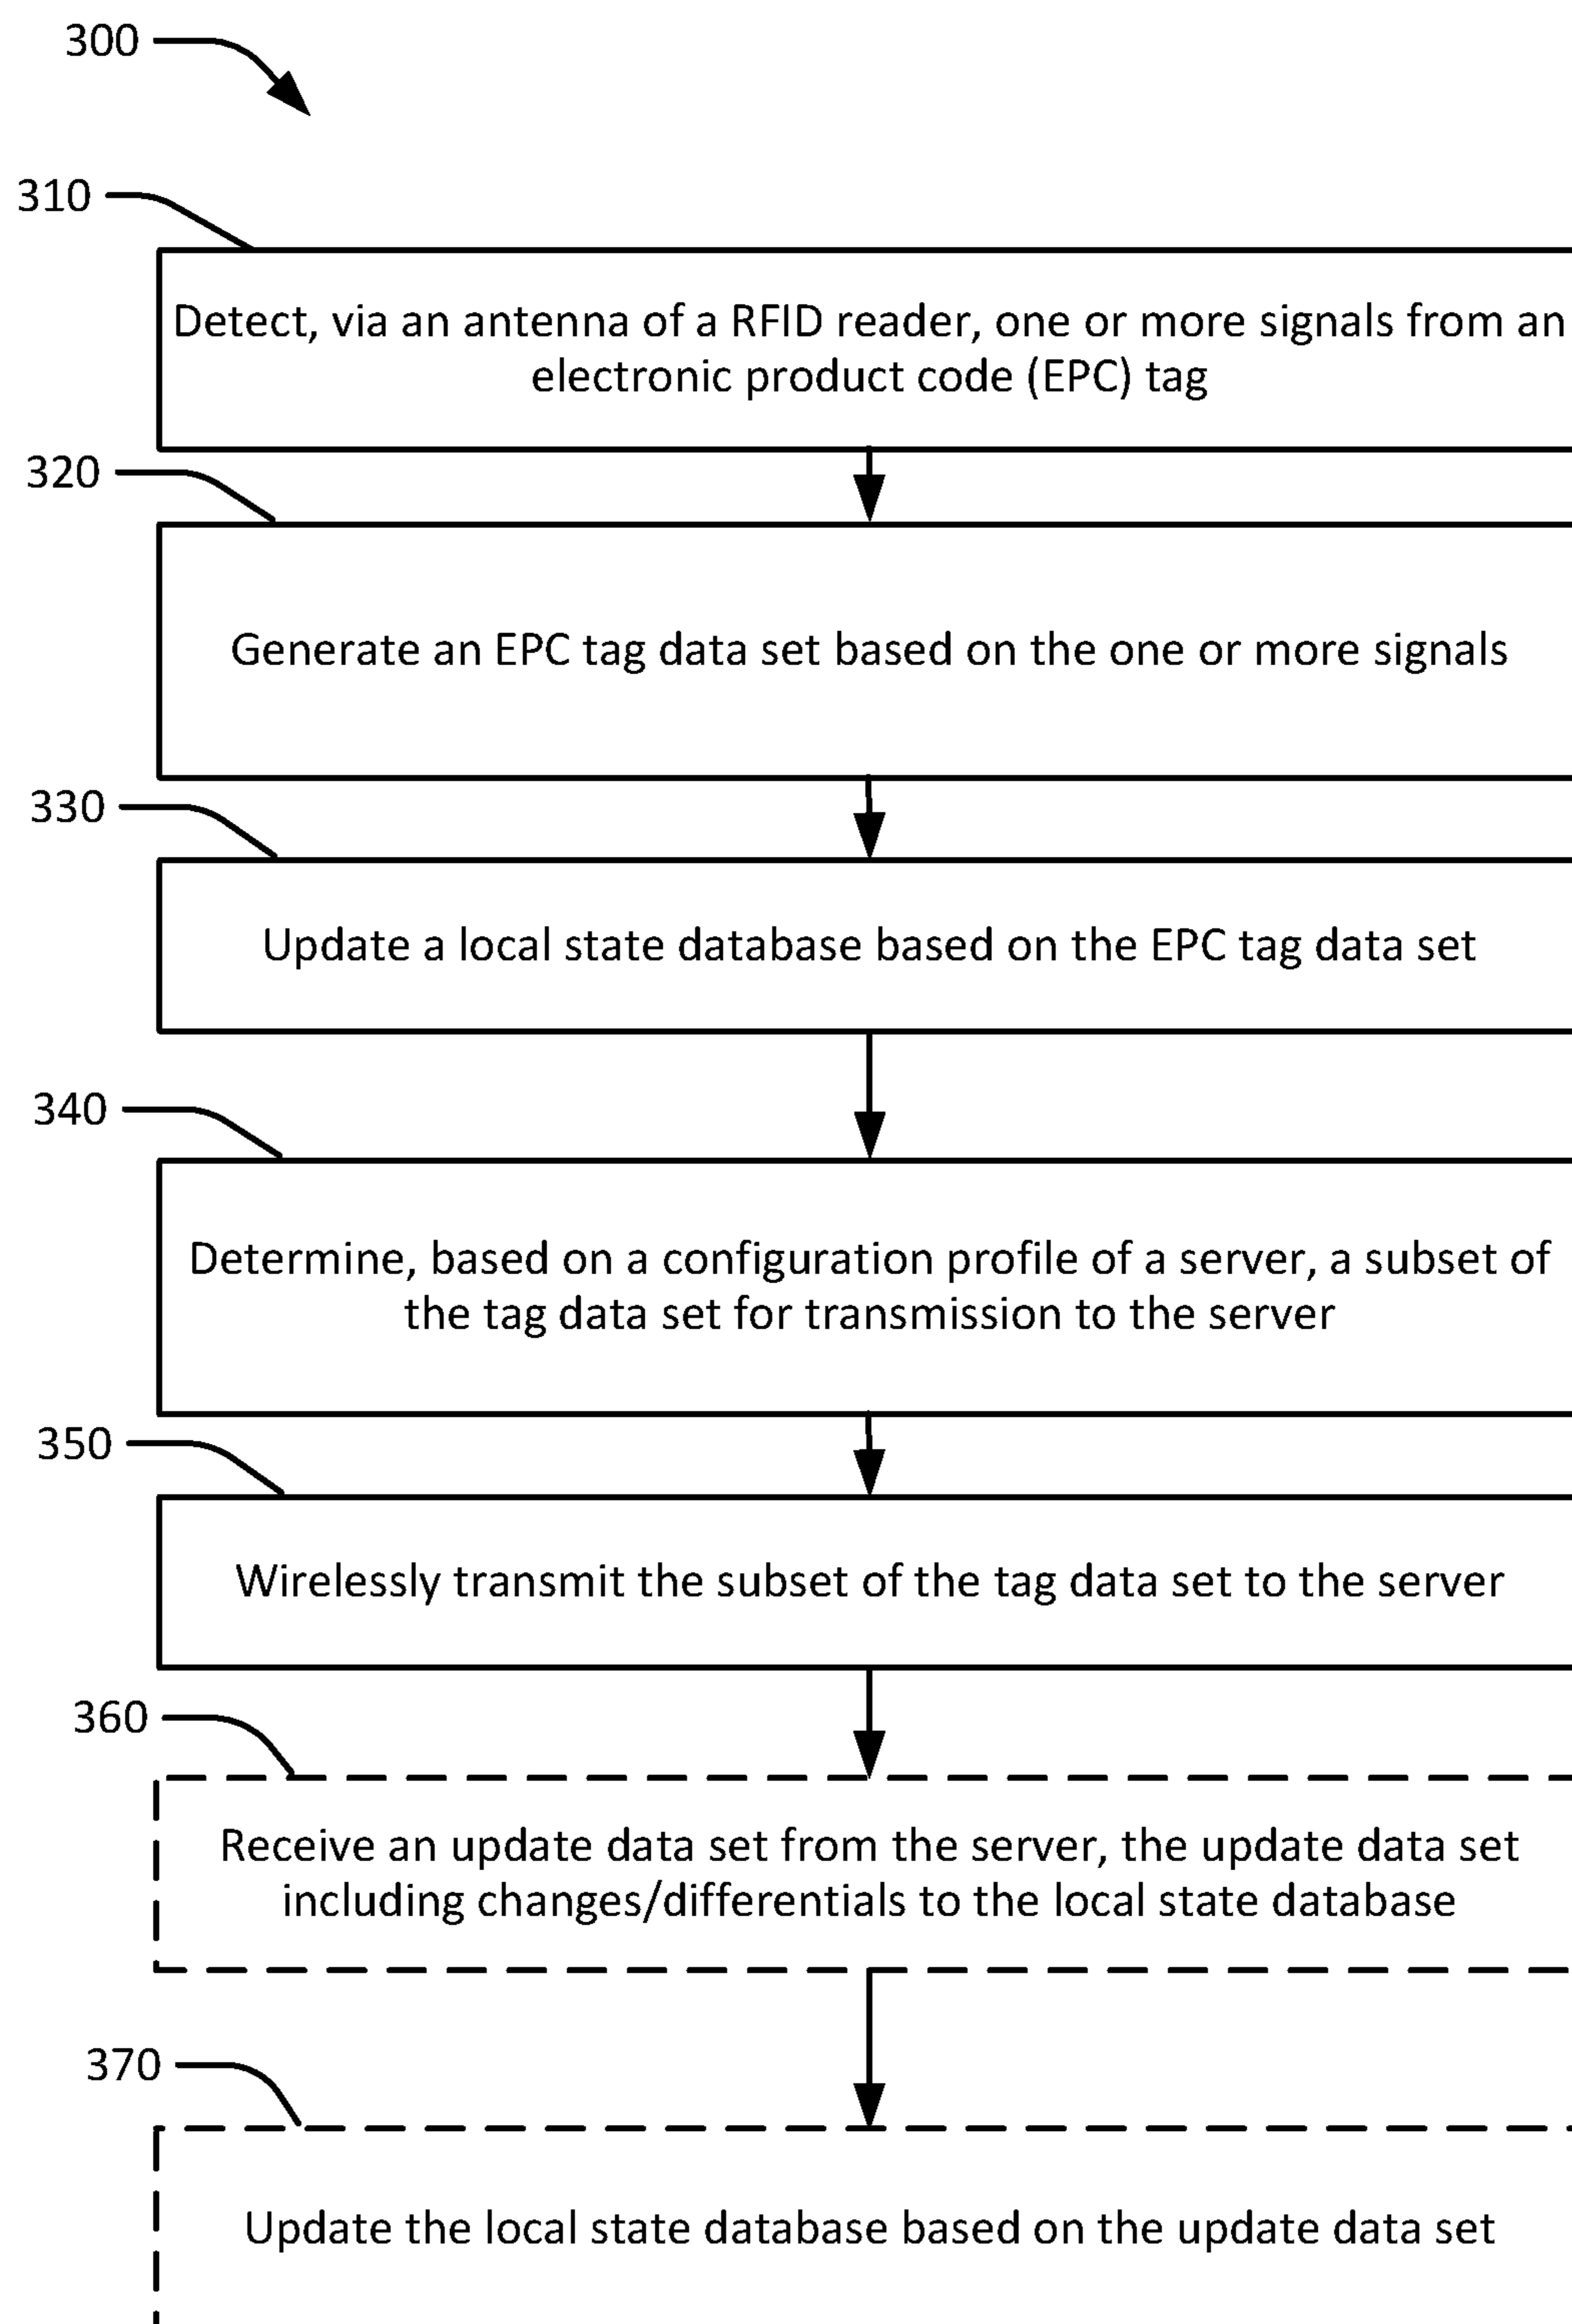 300
310
Detect, via an antenna of a RFID reader, one or more signals from an
electronic product code (EPC) tag
320
Generate an EPC tag data set based on the one or more signals
330
Update a local state database based on the EPC tag data set
340
Determine, based on a configuration profile of a server, a subset of
the tag data set for transmission to the server
350
Wirelessly transmit the subset of the tag data set to the server
360
Receive an update data set from the server, the update data set
including changes/differentials to the local state database
370
Update the local state database based on the update data set